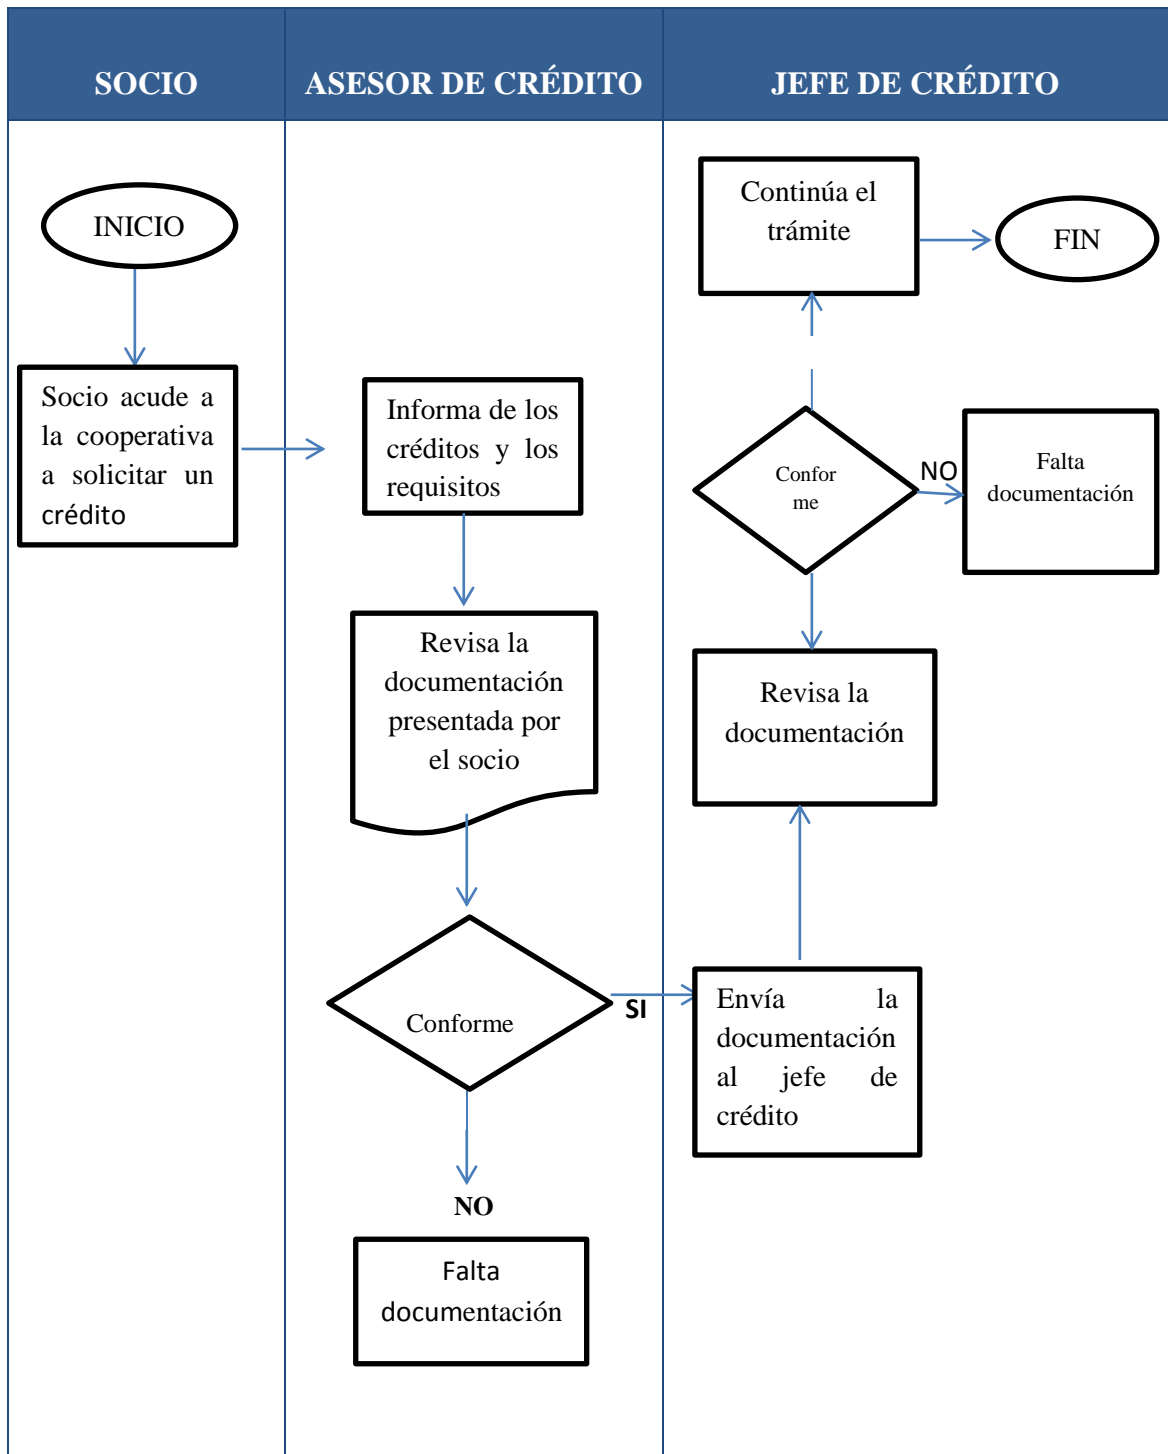 SOCIO
ASESOR DE CRÉDITO
JEFE DE CRÉDITO
INICIO
Socio acude a
la cooperativa
a solicitar un
crédito
Informa de los
créditos y los
requisitos
Revisa la
documentación
presentada por
el socio
Conforme
SI
NO
Falta
documentación
Continúa el
trámite
FIN
Confor
me
NO
Falta
documentación
Revisa la
documentación
Envía la
documentación
al jefe de
crédito